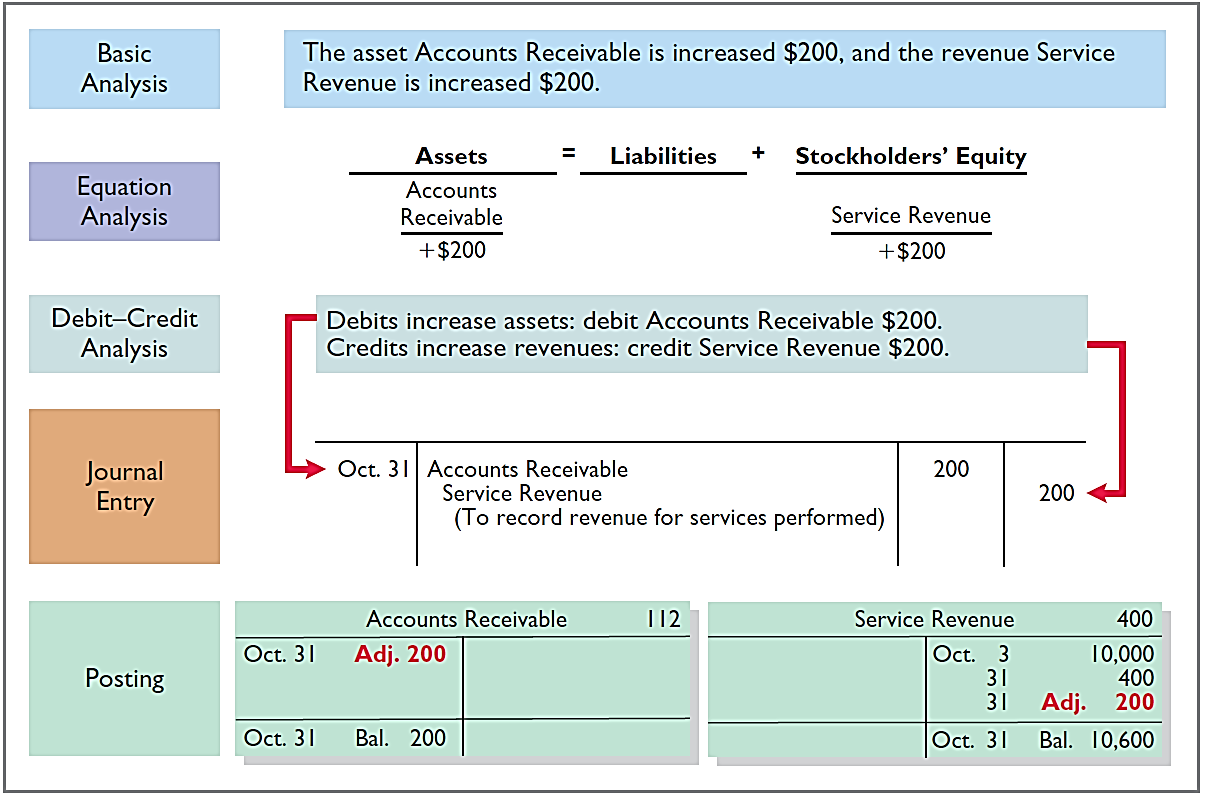 Basic
Analysis
The asset Accounts Receivable is increased $200, and the revenue Service
Revenue is increased $200.
Equation
Analysis
Assets = Liabilities + Stockholders’ Equity
Accounts
Receivable
Service Revenue
+$200
+$200
Debit–Credit
Analysis
Debits increase assets: debit Accounts Receivable $200.
Credits increase revenues: credit Service Revenue $200.
Journal
Entry
Oct. 31 Accounts Receivable 200
Service Revenue 200
(To record revenue for services performed)
Posting
Accounts Receivable 112
Oct. 31 Adj. 200
Oct. 31 Bal. 200
Service Revenue 400
Oct. 3 10,000
31 400
31 Adj. 200
Oct. 31 Bal. 10,600